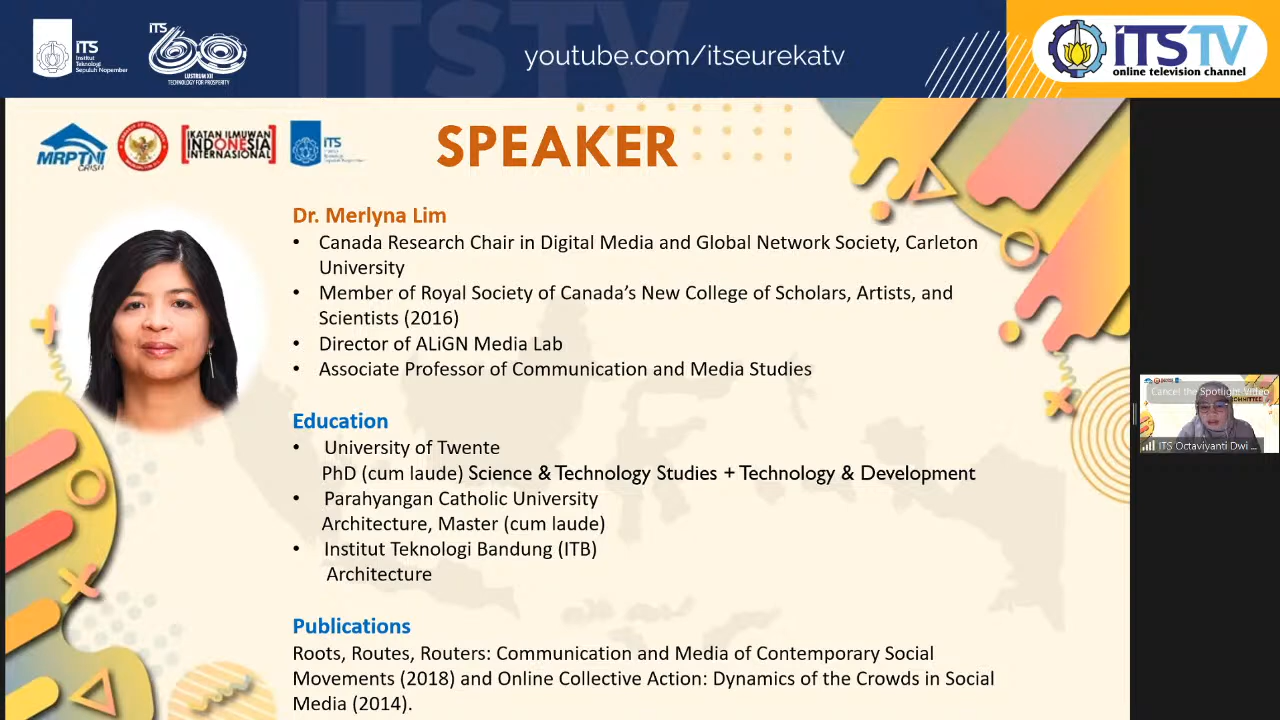 iTS
Institut
Teknologi
Sepuluh Nopember
iTS
60
LUSTRUM XII
TECHNOLOGY FOR PROSPERITY
iTSTV
youtube.com/itseurekatv
iTSTV
online television channel
MRPTNI
IKATAN ILMUWAN
INDONESIA
INTERNASIONAL
iTS
SPEAKER
Dr. Merlyna Lim
• Canada Research Chair in Digital Media and Global Network Society, Carleton
University
• Member of Royal Society of Canada's New College of Scholars, Artists, and
Scientists (2016)
• Director of ALiGN Media Lab
• Associate Professor of Communication and Media Studies
Education
• University of Twente
PhD (cum laude) Science & Technology Studies + Technology & Development
• Parahyangan Catholic University
Architecture, Master (cum laude)
• Institut Teknologi Bandung (ITB)
Architecture
Publications
Roots, Routes, Routers: Communication and Media of Contemporary Social
Movements (2018) and Online Collective Action: Dynamics of the Crowds in Social
Media (2014).
Cancel the Spotlight Video
ITS Octaviyanti Dwi ...